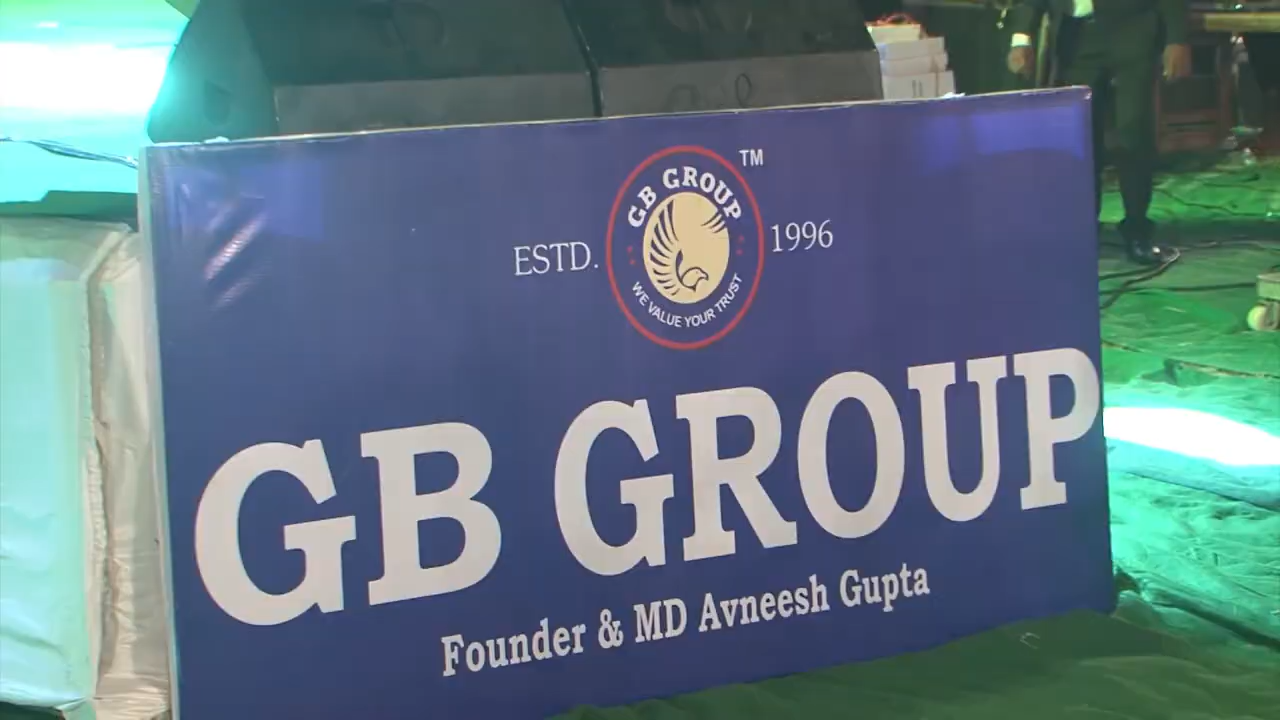 TM
GB GROUP
ESTD. 1996
WE VALUE YOUR TRUST
GB GROUP
Founder & MD Avneesh Gupta